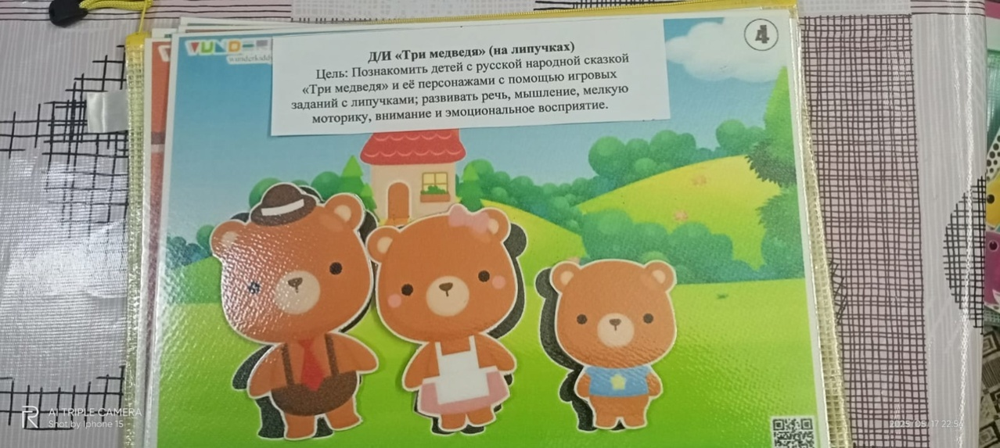 Д/И «Три медведя» (на липучках)
Цель: Познакомить детей с русской народной сказкой
«Три медведя» и её персонажами с помощью игровых
заданий с липучками; развивать речь, мышление, мелкую
моторику, внимание и эмоциональное восприятие.
4
wunderkiddy
AI TRIPLE CAMERA
Shot by Iphone 15